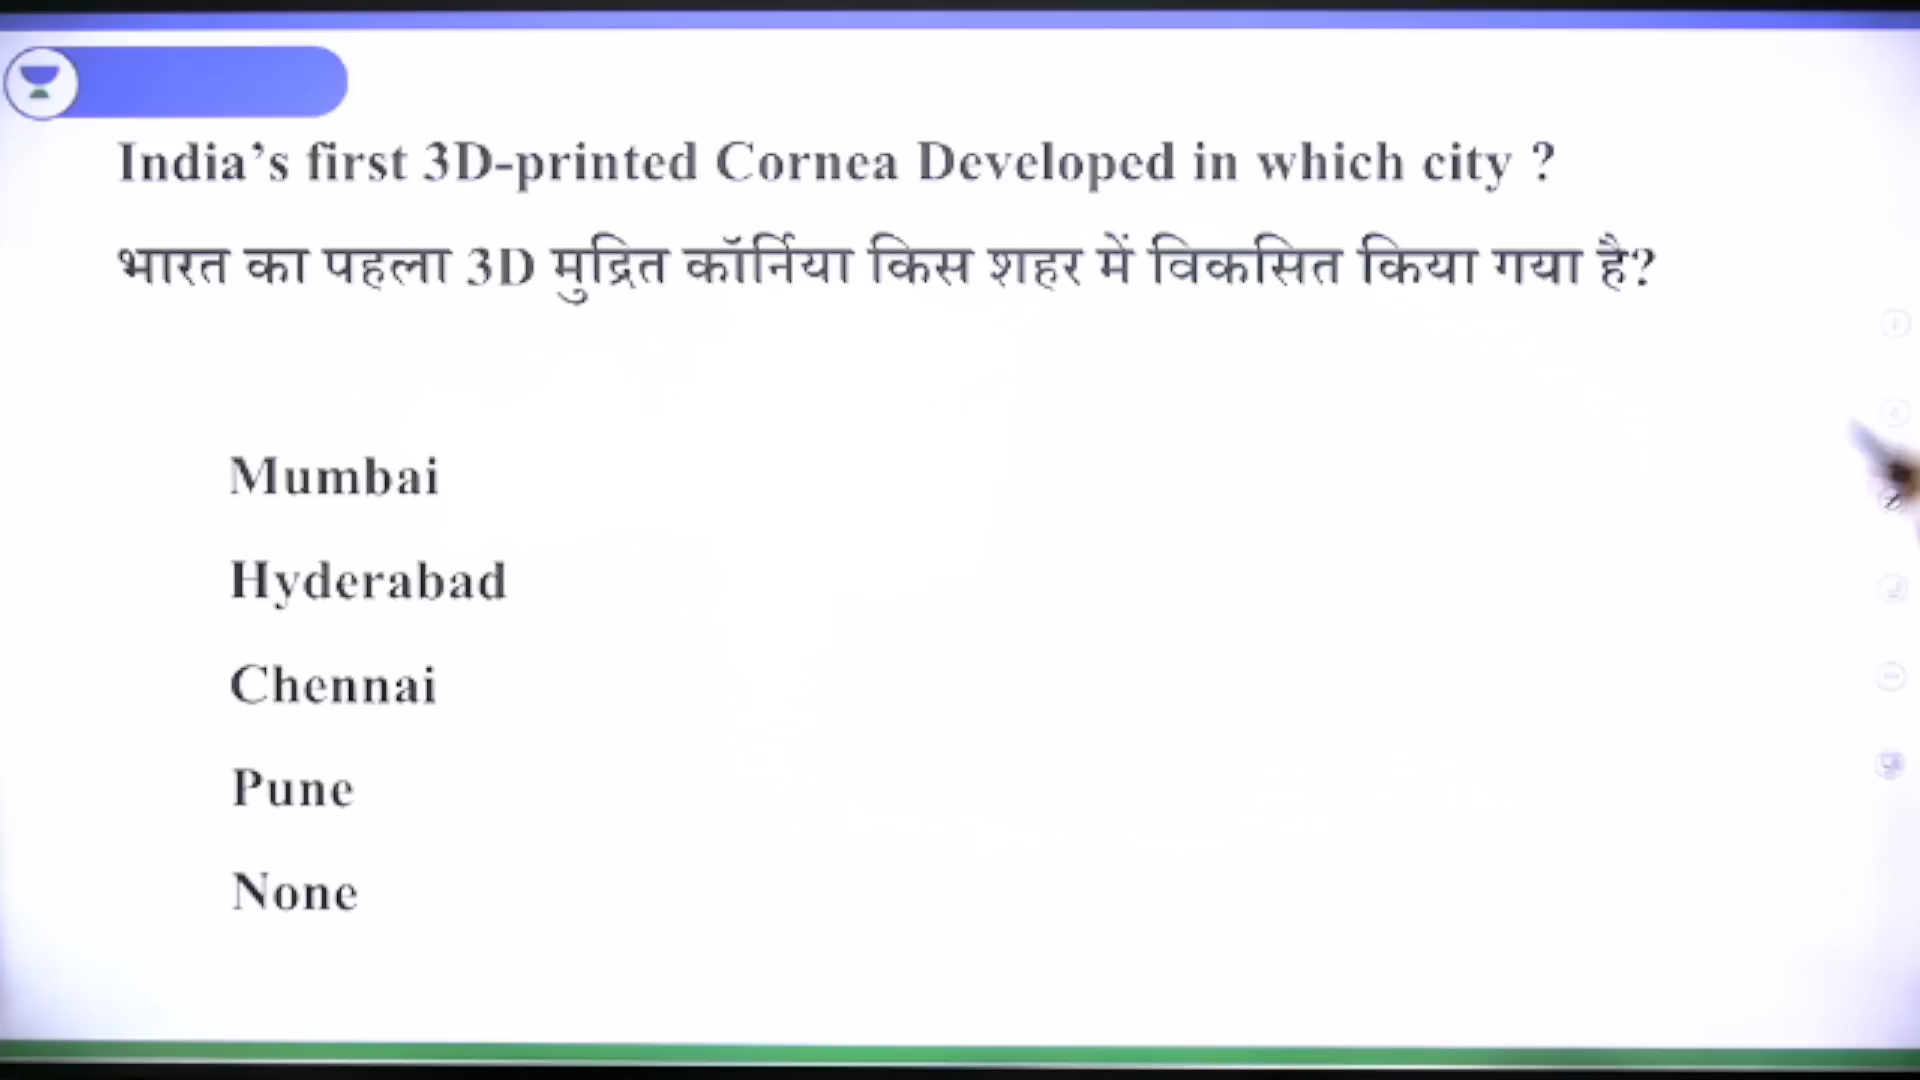 India’s first 3D-printed Cornea Developed in which city ?
भारत का पहला 3D मुद्रित कॉर्निया किस शहर में विकसित किया गया है?
Mumbai
Hyderabad
Chennai
Pune
None